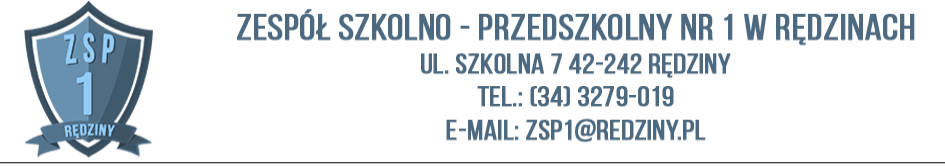 ZSP
1
RĘDZINY
ZESPÓŁ SZKOLNO - PRZEDSZKOLNY NR 1 W RĘDZINACH
UL. SZKOLNA 7 42-242 RĘDZINY
TEL.: (34) 3279-019
E-MAIL: ZSP1@REDZINY.PL